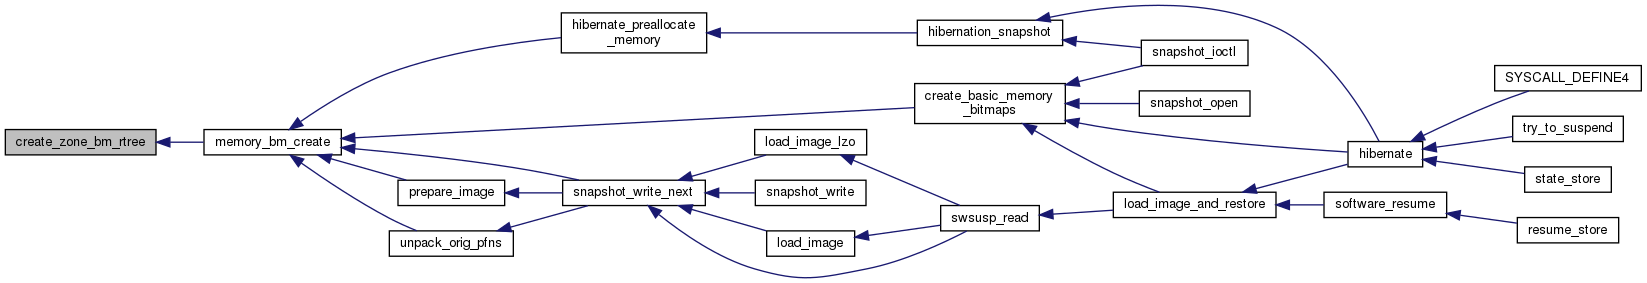 create_zone_bm_rtree
memory_bm_create
hibernate_preallocate
_memory
prepare_image
unpack_orig_pfns
snapshot_write_next
load_image_lzo
snapshot_write
load_image
hibernation_snapshot
create_basic_memory
_bitmaps
swsusp_read
snapshot_ioctl
snapshot_open
load_image_and_restore
hibernate
software_resume
SYSCALL_DEFINE4
try_to_suspend
state_store
resume_store